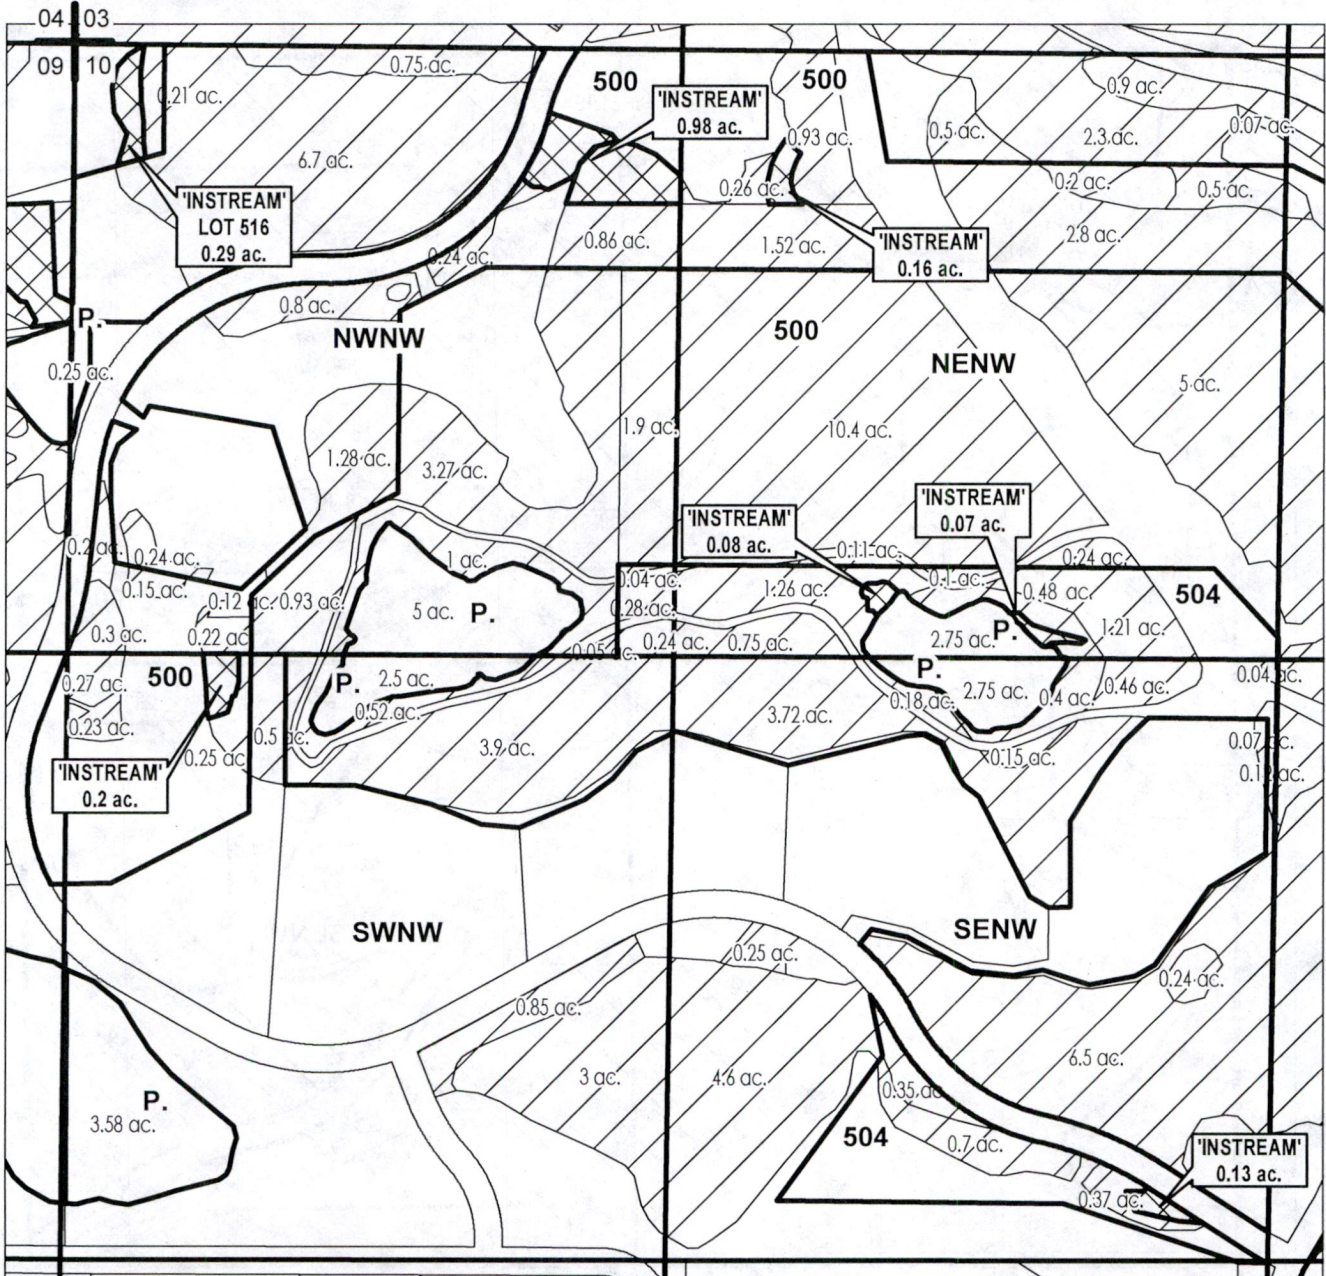 04 03
09 10
0.75 ac.
500
500
0.9 ac.
'INSTREAM'
0.98 ac.
0.21 ac.
0.93 ac.
0.5 ac.
2.3 ac.
0.07 ac.
6.7 ac.
0.26 ac.
0.2 ac.
0.5 ac.
'INSTREAM'
LOT 516
0.29 ac.
0.86 ac.
1.52 ac.
2.8 ac.
'INSTREAM'
0.16 ac.
0.24 ac.
0.8 ac.
P.
NWNW
500
NENW
0.25 ac.
5 ac.
1.9 ac.
10.4 ac.
1.28 ac.
3.27 ac.
'INSTREAM'
0.07 ac.
'INSTREAM'
0.08 ac.
0.2 ac.
0.24 ac.
1 ac.
0.11 ac.
0.24 ac.
0.15 ac.
0.04 ac.
1.26 ac.
0.1 ac.
0.48 ac.
504
0.12 ac.
0.93 ac.
5 ac.
P.
0.28 ac.
0.3 ac.
0.22 ac
0.24 ac.
0.75 ac.
2.75 ac.
P.
1.21 ac.
0.05 ac.
0.27 ac.
500
P.
2.5 ac.
P.
2.75 ac.
0.4 ac.
0.46 ac.
0.04 ac.
0.18 ac.
0.23 ac.
0.52 ac.
3.72 ac.
0.5 ac.
3.9 ac.
0.07 ac.
0.25 ac
0.15 ac.
0.12 ac.
'INSTREAM'
0.2 ac.
SWNW
SENW
0.25 ac.
0.24 ac.
0.85 ac.
6.5 ac.
3 ac.
4.6 ac.
0.35 ac
P.
3.58 ac.
504
0.7 ac.
'INSTREAM'
0.13 ac.
0.37 ac.